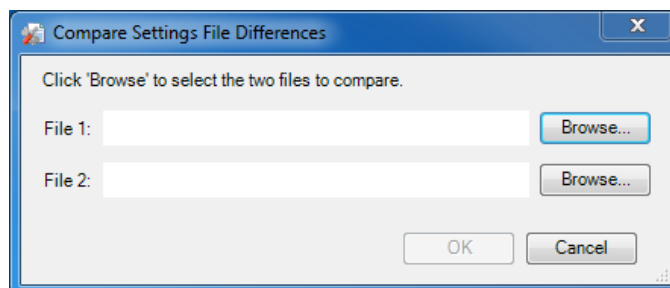 Compare Settings File Differences
Click 'Browse' to select the two files to compare.
File 1: Browse...
File 2: Browse...
OK Cancel